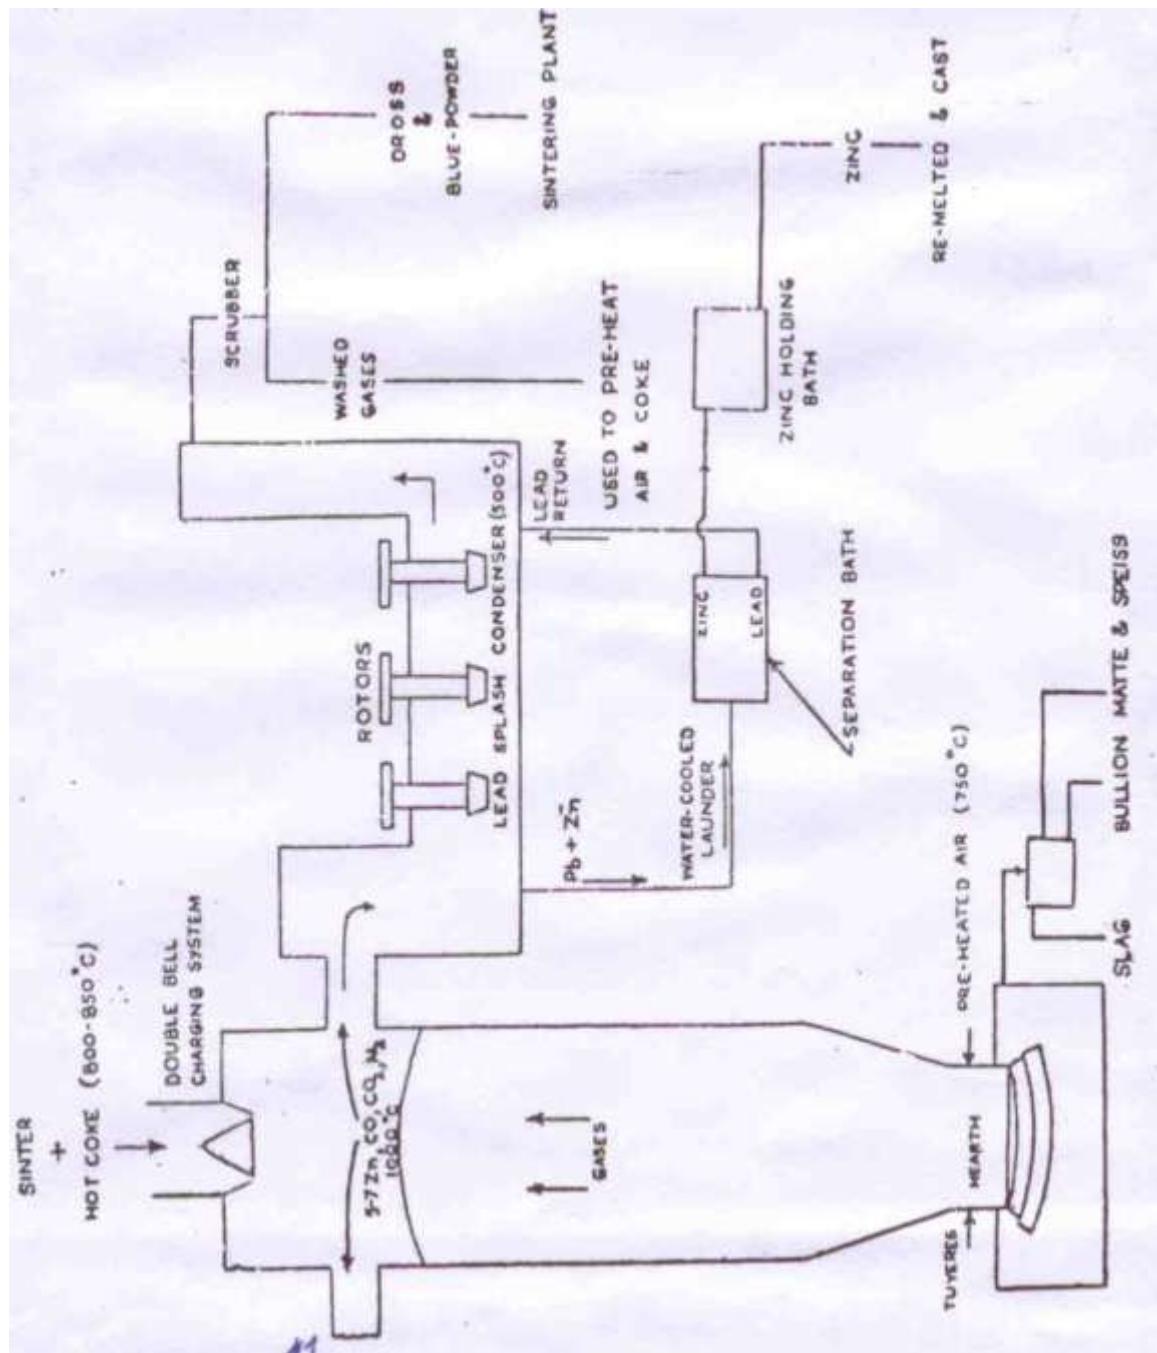 SINTER
+
HOT COKE (800-850°C)
DOUBLE BELL
CHARGING SYSTEM
5-7 Zn, CO, CO2, N2
1000°C
GASES
TUYERES
HEARTH
PRE-HEATED AIR (750°C)
SLAG
BULLION
MATTE & SPEISS
ROTORS
LEAD SPLASH CONDENSER (500°C)
Pb + Zn
WATER-COOLED
LAUNDER
ZINC
LEAD
SEPARATION BATH
LEAD
RETURN
SCRUBBER
WASHED
GASES
USED TO PRE-HEAT
AIR & COKE
DROSS
&
BLUE-POWDER
SINTERING PLANT
ZINC HOLDING
BATH
ZINC
RE-MELTED & CAST